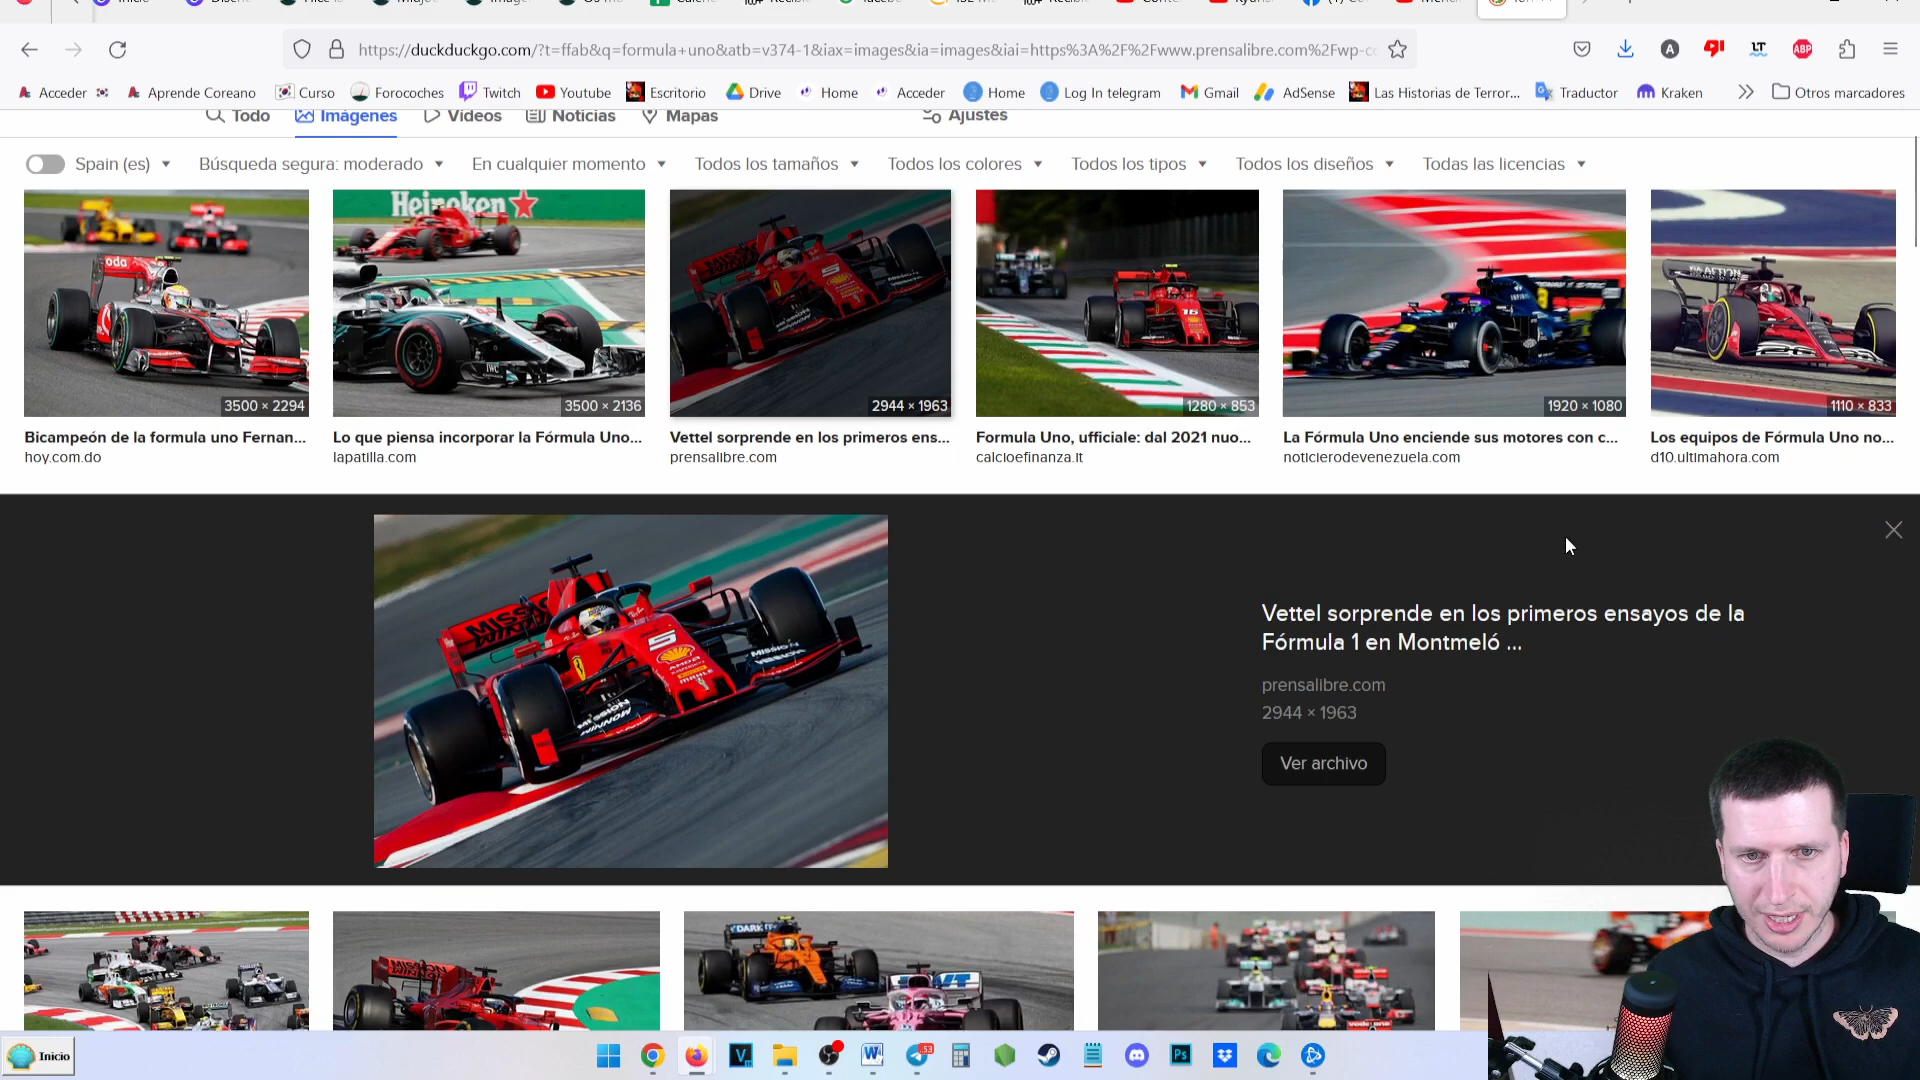 https://duckduckgo.com/?t=ffab&q=formula+uno&atb=v374-1&iax=images&ia=images&iai=https%3A%2F%2Fwww.prensalibre.com%2Fwp-c
Acceder Aprende Coreano Curso Forocoches Twitch Youtube Escritorio Drive Home Acceder Home Log In telegram Gmail AdSense Las Historias de Terror... Traductor Kraken Otros marcadores
Todo Imágenes Vídeos Noticias Mapas Ajustes
Spain (es) Búsqueda segura: moderado En cualquier momento Todos los tamaños Todos los colores Todos los tipos Todos los diseños Todas las licencias
Heineken
3500 × 2294 3500 × 2136 2944 × 1963 1280 × 853 1920 × 1080 1110 × 833
Bicampeón de la formula uno Fernan... Lo que piensa incorporar la Fórmula Uno... Vettel sorprende en los primeros ens... Formula Uno, ufficiale: dal 2021 nuo... La Fórmula Uno enciende sus motores con c... Los equipos de Fórmula Uno no...
hoy.com.do lapatilla.com prensalibre.com calcioefinanza.it noticierodevenezuela.com d10.ultimahora.com
MISSION
WINNOW
5
MISSION
WINNOW
Vettel sorprende en los primeros ensayos de la
Fórmula 1 en Montmeló ...
prensalibre.com
2944 × 1963
Ver archivo
Inicio
53